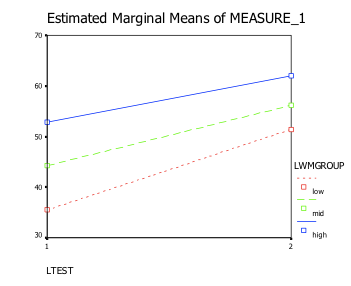 Estimated Marginal Means of MEASURE_1
70
60
50
40
30
1
2
LTEST
LWMGROUP
low
mid
high